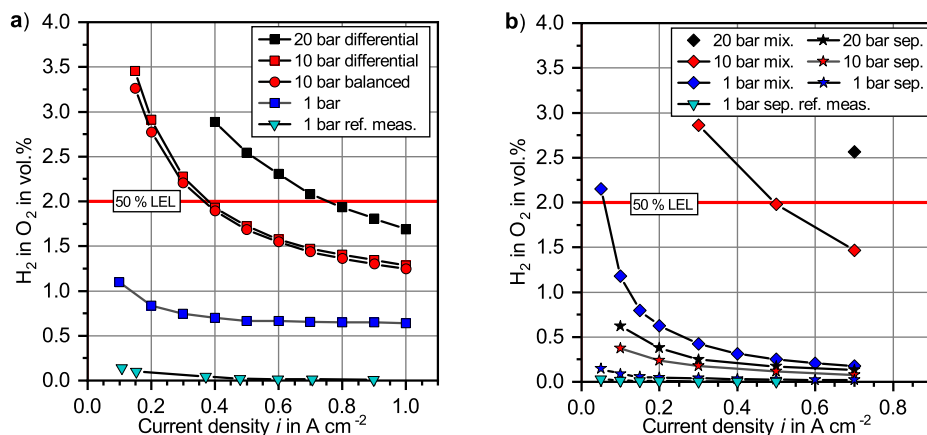 a)
4.0
3.5
3.0
2.5
2.0
1.5
1.0
0.5
0.0
H2 in O2 in vol.%
20 bar differential
10 bar differential
10 bar balanced
1 bar
1 bar ref. meas.
50 % LEL
0.0 0.2 0.4 0.6 0.8 1.0
Current density i in A cm-2
b)
4.0
3.5
3.0
2.5
2.0
1.5
1.0
0.5
0.0
H2 in O2 in vol.%
20 bar mix. 20 bar sep.
10 bar mix. 10 bar sep.
1 bar mix. 1 bar sep.
1 bar sep. ref. meas.
50 % LEL
0.0 0.2 0.4 0.6 0.8
Current density i in A cm-2